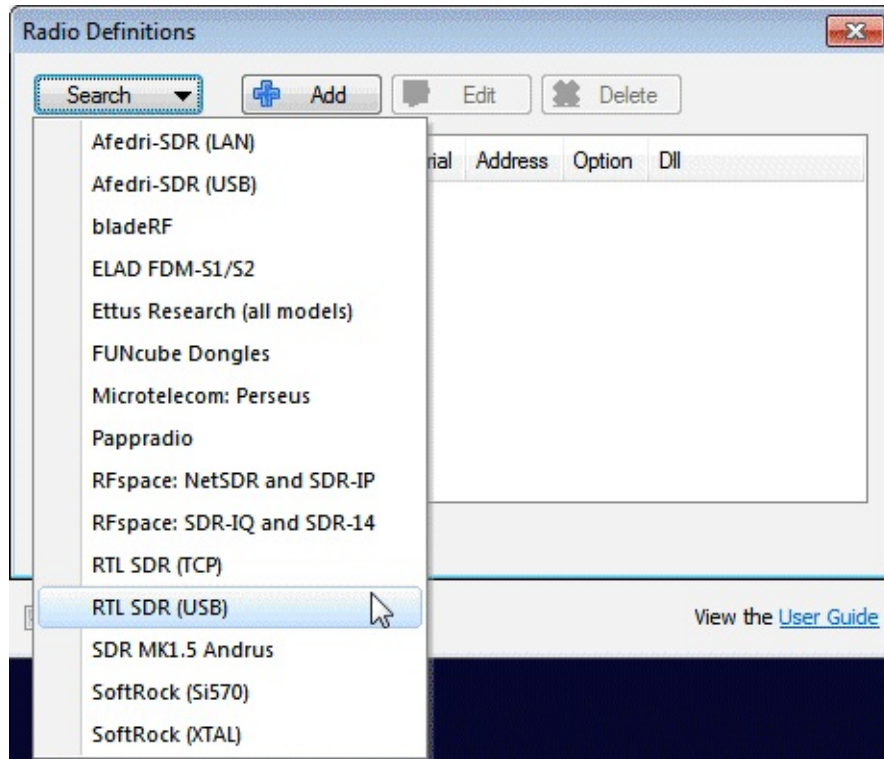 Radio Definitions
Search Add Edit Delete
Afedri-SDR (LAN)
rial Address Option Dll
Afedri-SDR (USB)
bladeRF
ELAD FDM-S1/S2
Ettus Research (all models)
FUNcube Dongles
Microtelecom: Perseus
Pappradio
RFspace: NetSDR and SDR-IP
RFspace: SDR-IQ and SDR-14
RTL SDR (TCP)
RTL SDR (USB)
View the User Guide
SDR MK1.5 Andrus
SoftRock (Si570)
SoftRock (XTAL)